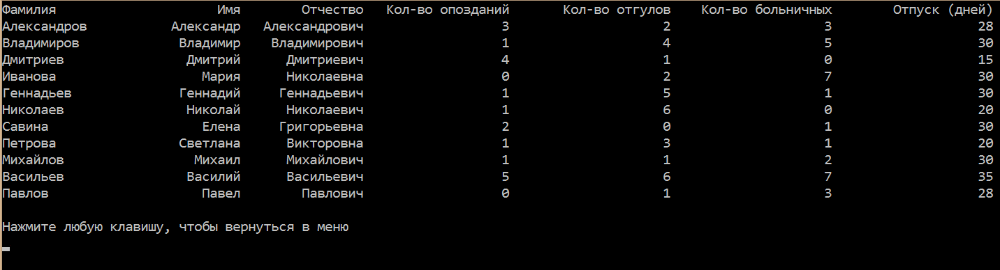 Фамилия Имя Отчество Кол-во опозданий Кол-во отгулов Кол-во больничных Отпуск (дней)
Александров Александр Александрович 3 2 3 28
Владимиров Владимир Владимирович 1 4 5 30
Дмитриев Дмитрий Дмитриевич 4 1 0 15
Иванова Мария Николаевна 0 2 7 30
Геннадьев Геннадий Геннадьевич 1 5 1 30
Николаев Николай Николаевич 1 6 0 20
Савина Елена Григорьевна 2 0 1 30
Петрова Светлана Викторовна 1 3 1 20
Михайлов Михаил Михайлович 1 1 2 30
Васильев Василий Васильевич 5 6 7 35
Павлов Павел Павлович 0 1 3 28
Нажмите любую клавишу, чтобы вернуться в меню